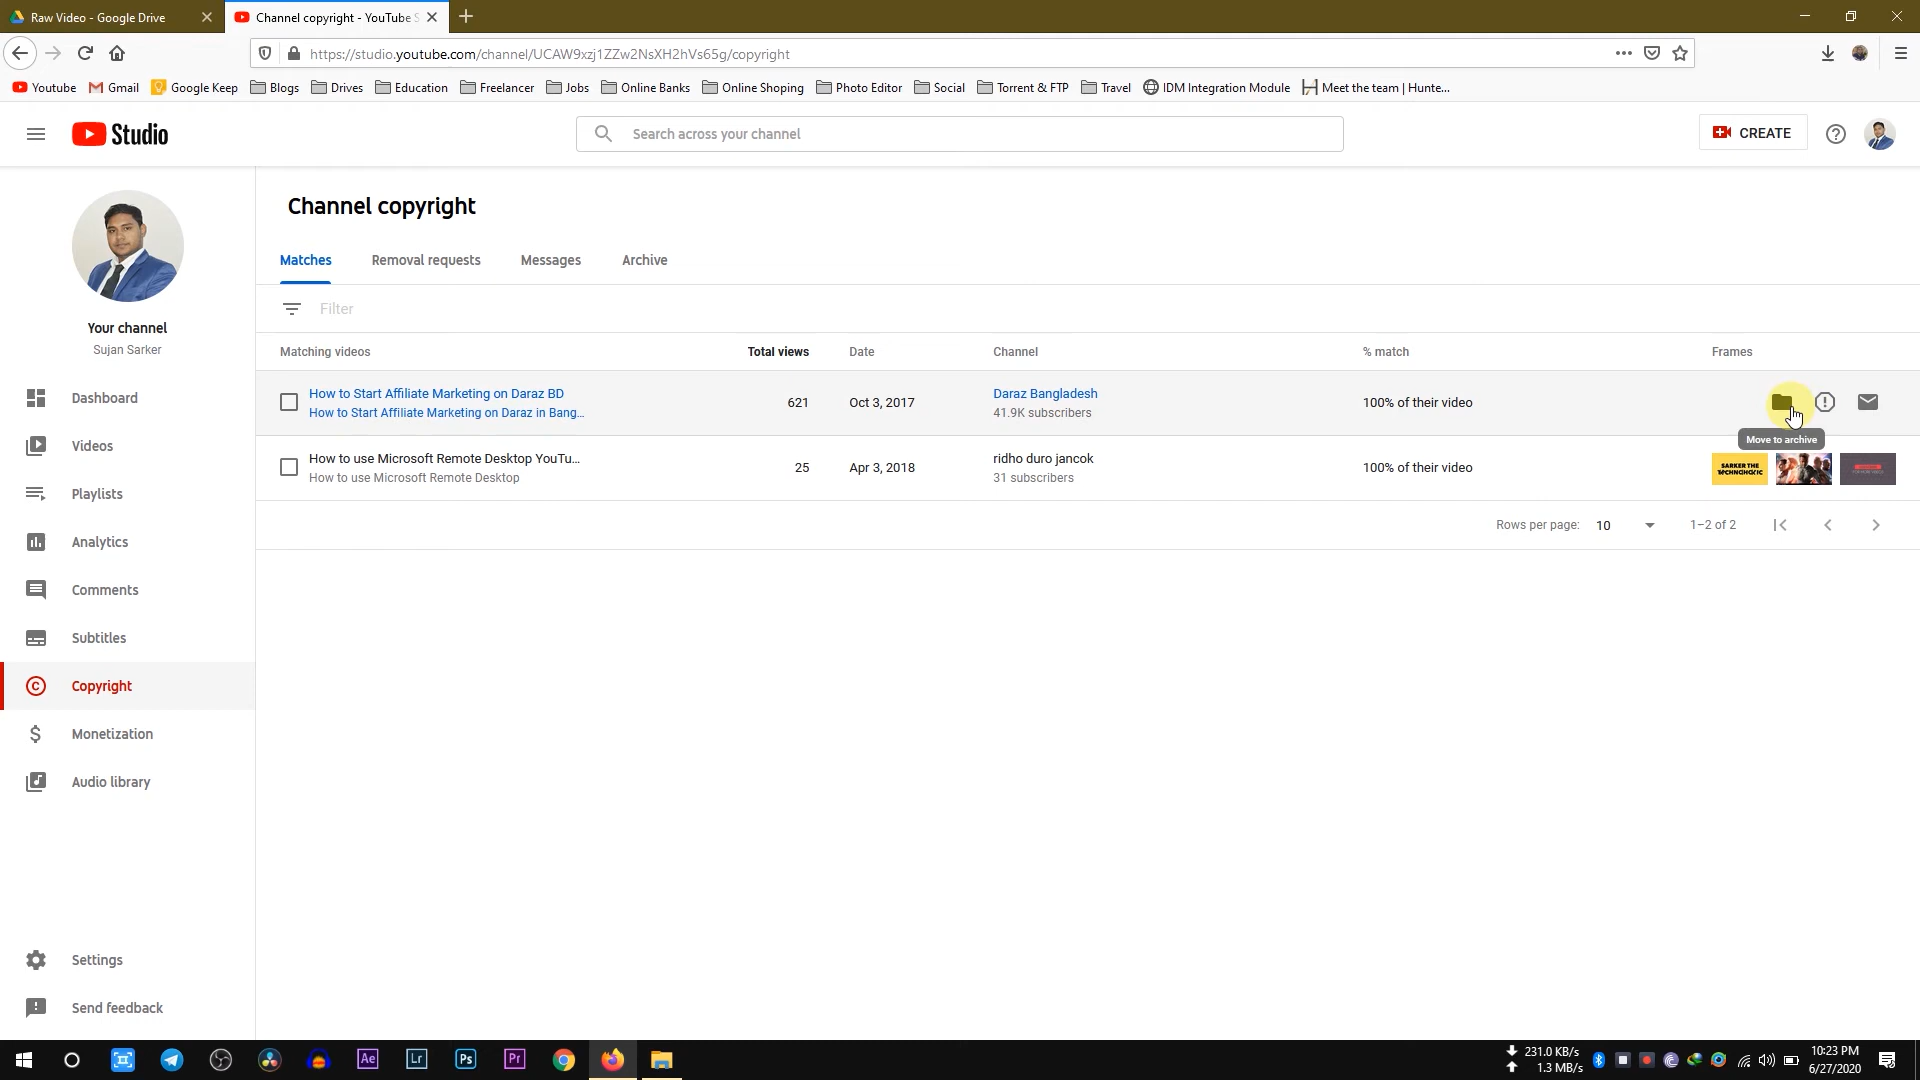 Raw Video - Google Drive
Channel copyright - YouTube S
https://studio.youtube.com/channel/UCAW9xzj1ZZw2NsXH2hVs65g/copyright
Youtube Gmail Google Keep Blogs Drives Education Freelancer Jobs Online Banks Online Shoping Photo Editor Social Torrent & FTP Travel IDM Integration Module Meet the team | Hunte...
Studio
Search across your channel
CREATE
Your channel
Sujan Sarker
Dashboard
Videos
Playlists
Analytics
Comments
Subtitles
Copyright
Monetization
Audio library
Settings
Send feedback
Channel copyright
Matches Removal requests Messages Archive
Filter
Matching videos Total views Date Channel % match Frames
How to Start Affiliate Marketing on Daraz BD
How to Start Affiliate Marketing on Daraz in Bang...
621 Oct 3, 2017
Daraz Bangladesh
41.9K subscribers
100% of their video
Move to archive
How to use Microsoft Remote Desktop YouTu...
How to use Microsoft Remote Desktop
25 Apr 3, 2018
ridho duro jancok
31 subscribers
100% of their video
SARKER THE
TECHNOHOLIC
Rows per page: 10 1–2 of 2
Ae Lr Ps Pr
231.0 KB/s
1.3 MB/s
10:23 PM
6/27/2020